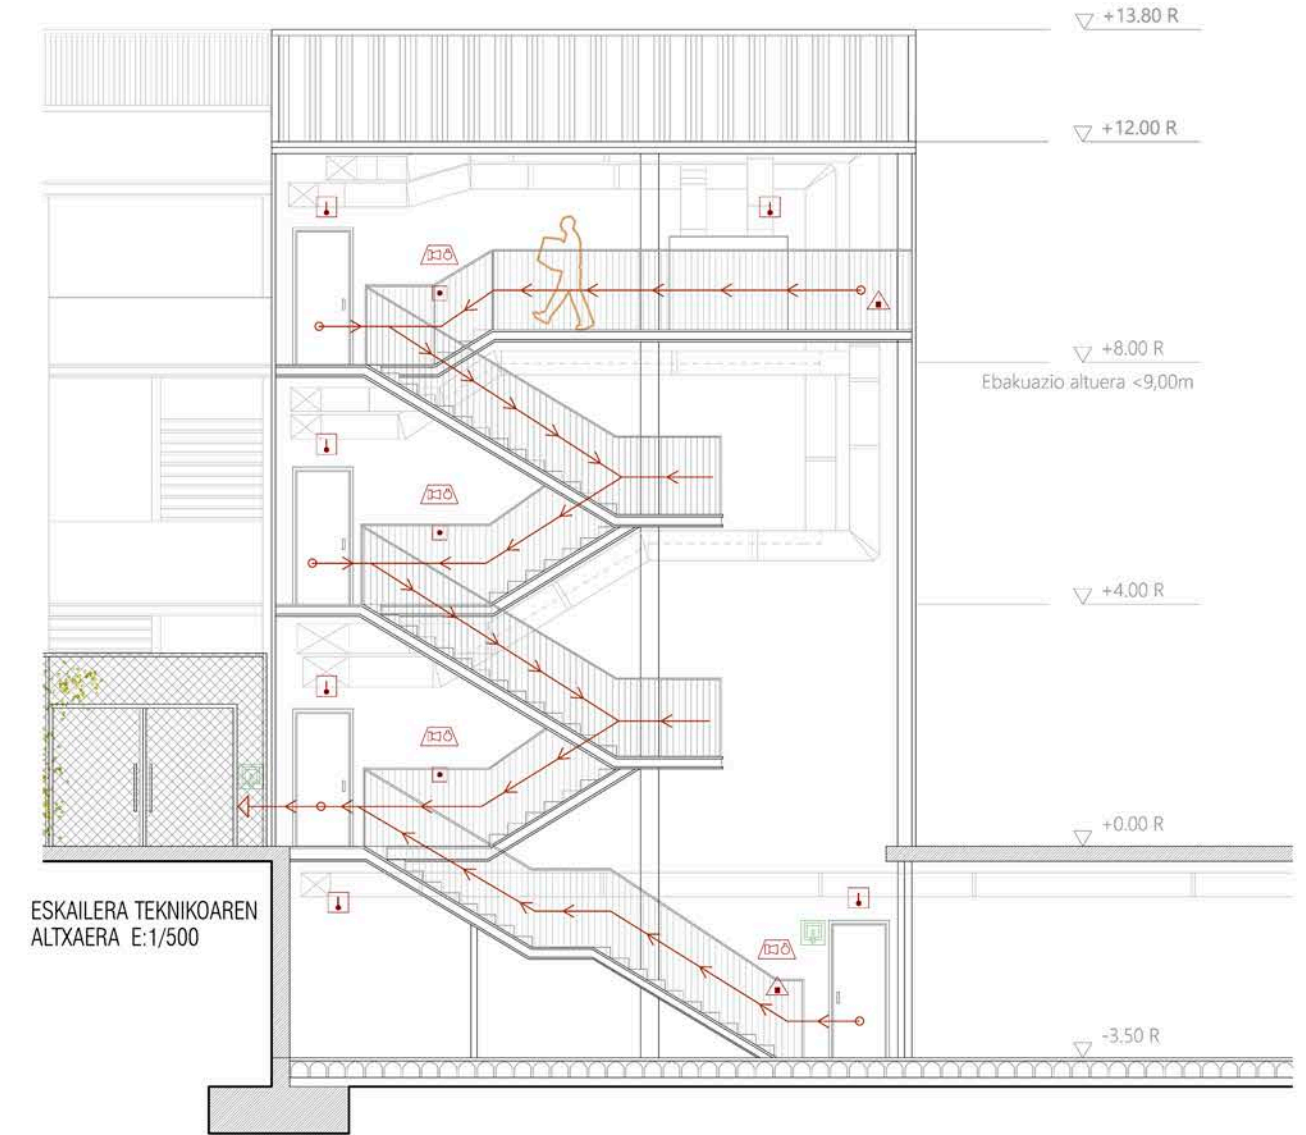 +13.80 R
+12.00 R
+8.00 R
Ebakuazio altuera <9,00m
+4.00 R
+0.00 R
ESKAILERA TEKNIKOAREN
ALTXAERA E:1/500
-3.50 R